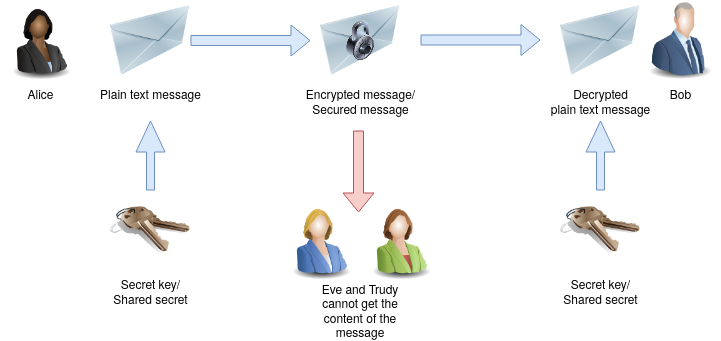 Alice
Plain text message
Encrypted message/
Secured message
Decrypted
plain text message
Bob
Secret key/
Shared secret
Eve and Trudy
cannot get the
content of the
message
Secret key/
Shared secret